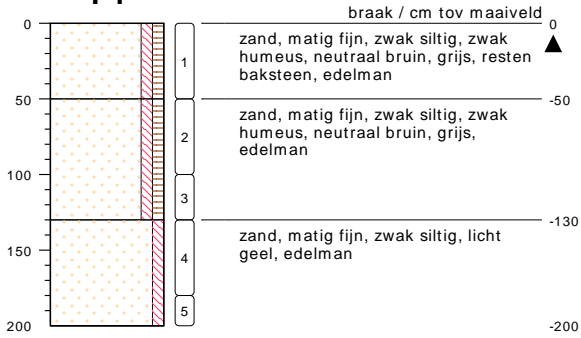 braak / cm tov maaiveld
0
0
zand, matig fijn, zwak siltig, zwak
humeus, neutraal bruin, grijs, resten
baksteen, edelman
1
50
-50
zand, matig fijn, zwak siltig, zwak
humeus, neutraal bruin, grijs,
edelman
2
100
3
-130
zand, matig fijn, zwak siltig, licht
geel, edelman
150
4
5
200
-200